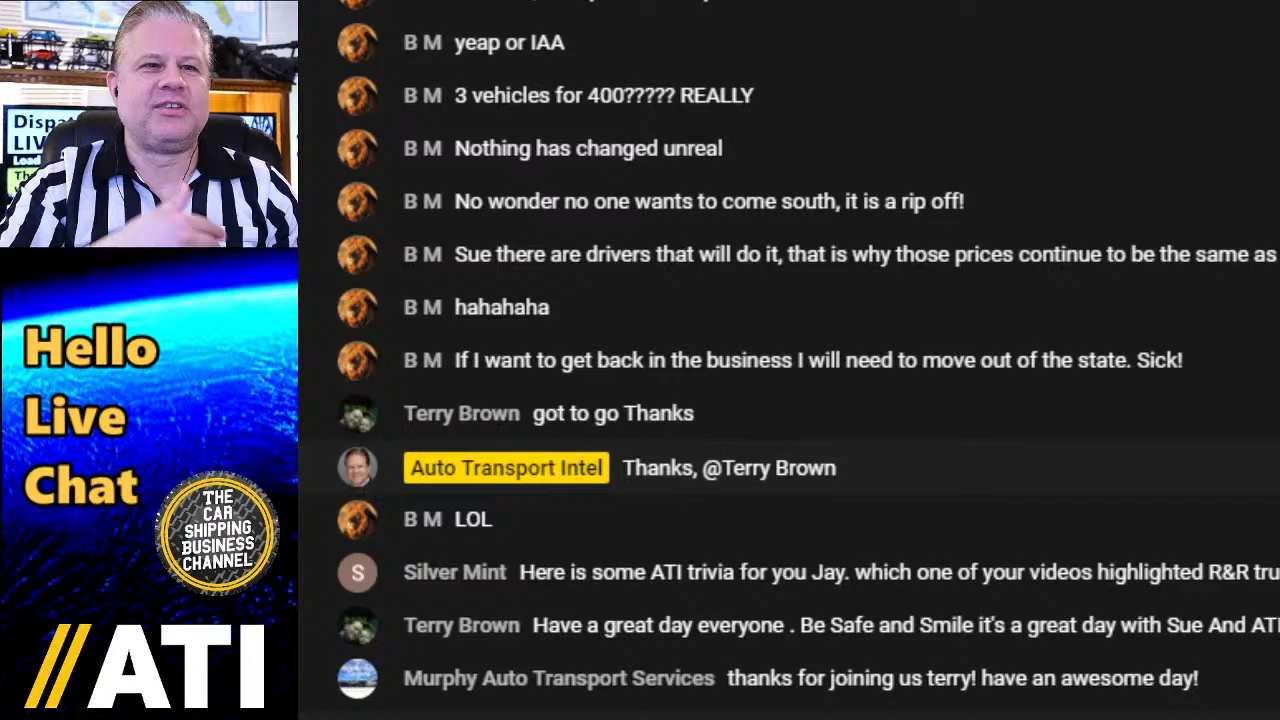 B M yeap or IAA
B M 3 vehicles for 400????? REALLY
B M Nothing has changed unreal
B M No wonder no one wants to come south, it is a rip off!
B M Sue there are drivers that will do it, that is why those prices continue to be the same as
B M hahahaha
B M If I want to get back in the business I will need to move out of the state. Sick!
Terry Brown got to go Thanks
Auto Transport Intel Thanks, @Terry Brown
B M LOL
S Silver Mint Here is some ATI trivia for you Jay. which one of your videos highlighted R&R tru
Terry Brown Have a great day everyone . Be Safe and Smile it's a great day with Sue And ATI
Murphy Auto Transport Services thanks for joining us terry! have an awesome day!
Dispat
LIV
Load
Th
Hello
Live
Chat
THE
CAR
SHIPPING
BUSINESS
CHANNEL
//ATI